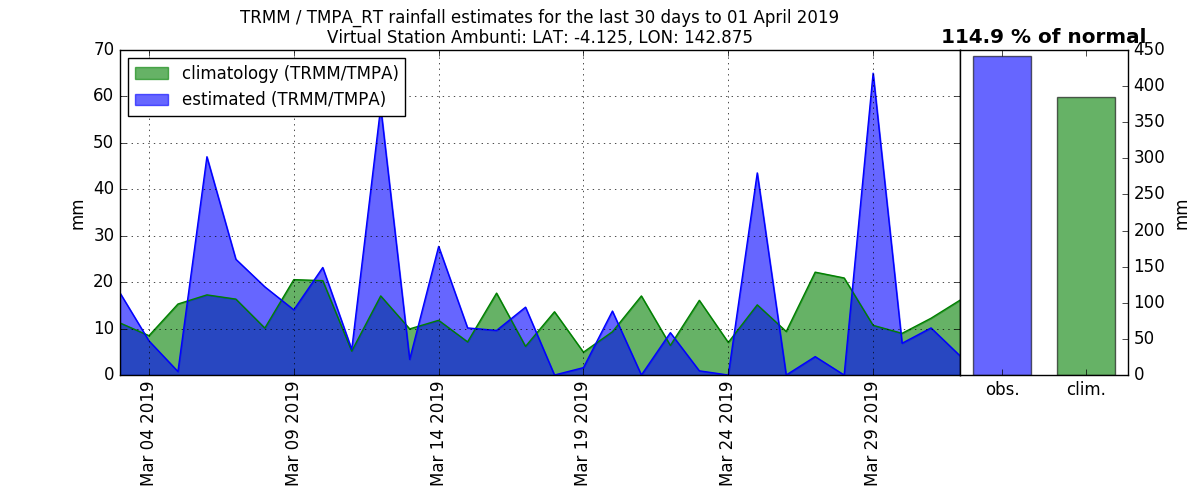 TRMM / TMPA_RT rainfall estimates for the last 30 days to 01 April 2019
Virtual Station Ambunti: LAT: -4.125, LON: 142.875
114.9 % of normal
climatology (TRMM/TMPA)
estimated (TRMM/TMPA)
70
60
50
40
30
20
10
0
mm
Mar 04 2019
Mar 09 2019
Mar 14 2019
Mar 19 2019
Mar 24 2019
Mar 29 2019
obs.
clim.
450
400
350
300
250
200
150
100
50
0
mm